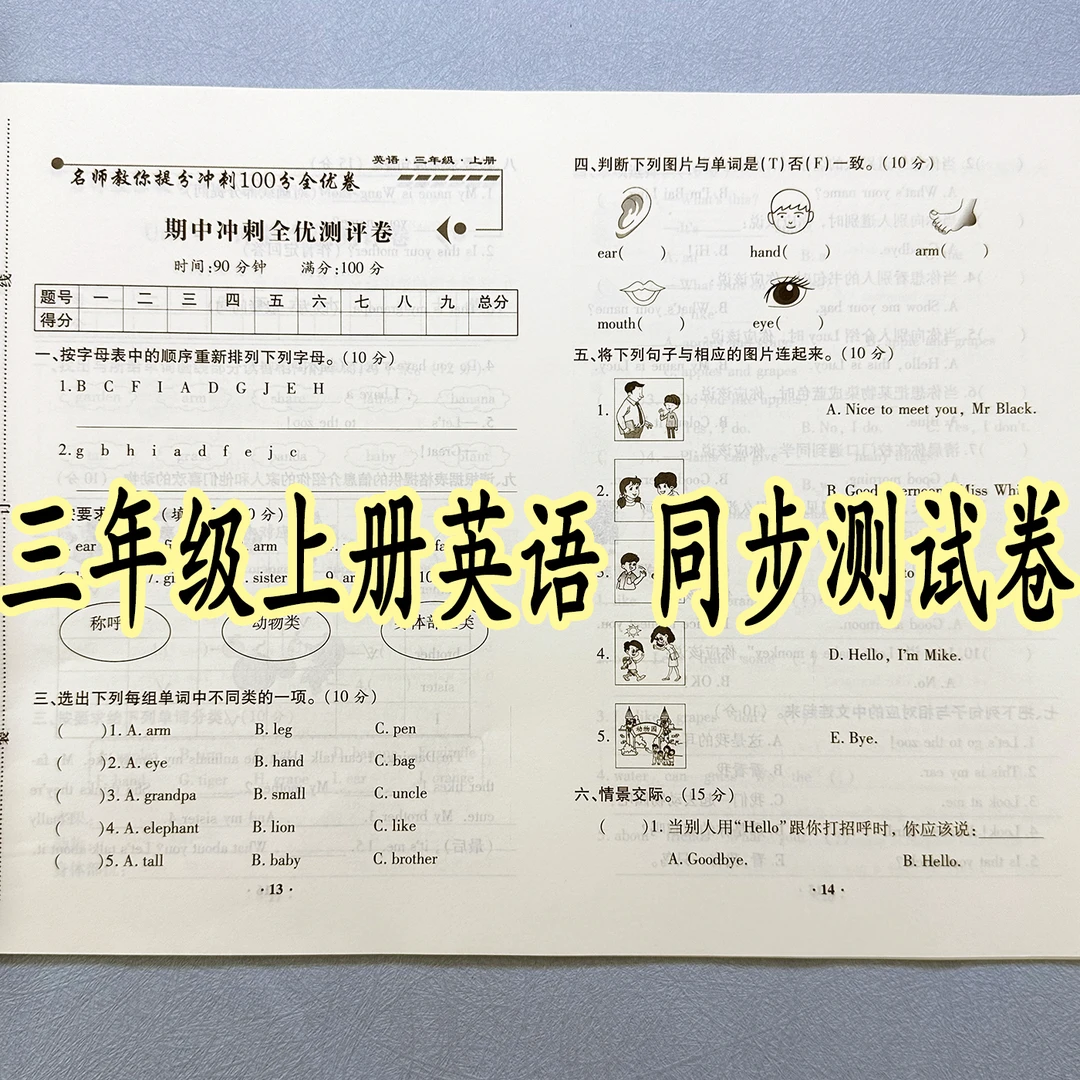 英语·三年级·上册
名师教你提分冲刺100分全优卷
期中冲刺全优测评卷
时间:90分钟 满分:100分
题号 一 二 三 四 五 六 七 八 九 总分
得分
一、按字母表中的顺序重新排列下列字母。(10分)
1.B C F I A D G J E H
2.g b h i a d f e j c
三年级上册英语 同步测试卷
ear
arm
sister
称呼
动物类
三、选出下列每组单词中不同类的一项。(10分)
( )1. A. arm B. leg C. pen
( )2. A. eye B. hand C. bag
( )3. A. grandpa B. small C. uncle
( )4. A. elephant B. lion C. like
( )5. A. tall B. baby C. brother
·13·
四、判断下列图片与单词是(T)否(F)一致。(10分)
ear( ) hand( ) arm( )
mouth( ) eye( )
五、将下列句子与相应的图片连起来。(10分)
1. A. Nice to meet you, Mr Black.
2. B. Good Miss
4. D. Hello, I'm Mike.
动物园
5. E. Bye.
六、情景交际。(15分)
( )1. 当别人用“Hello”跟你打招呼时,你应该说:______
A. Goodbye. B. Hello.
·14·